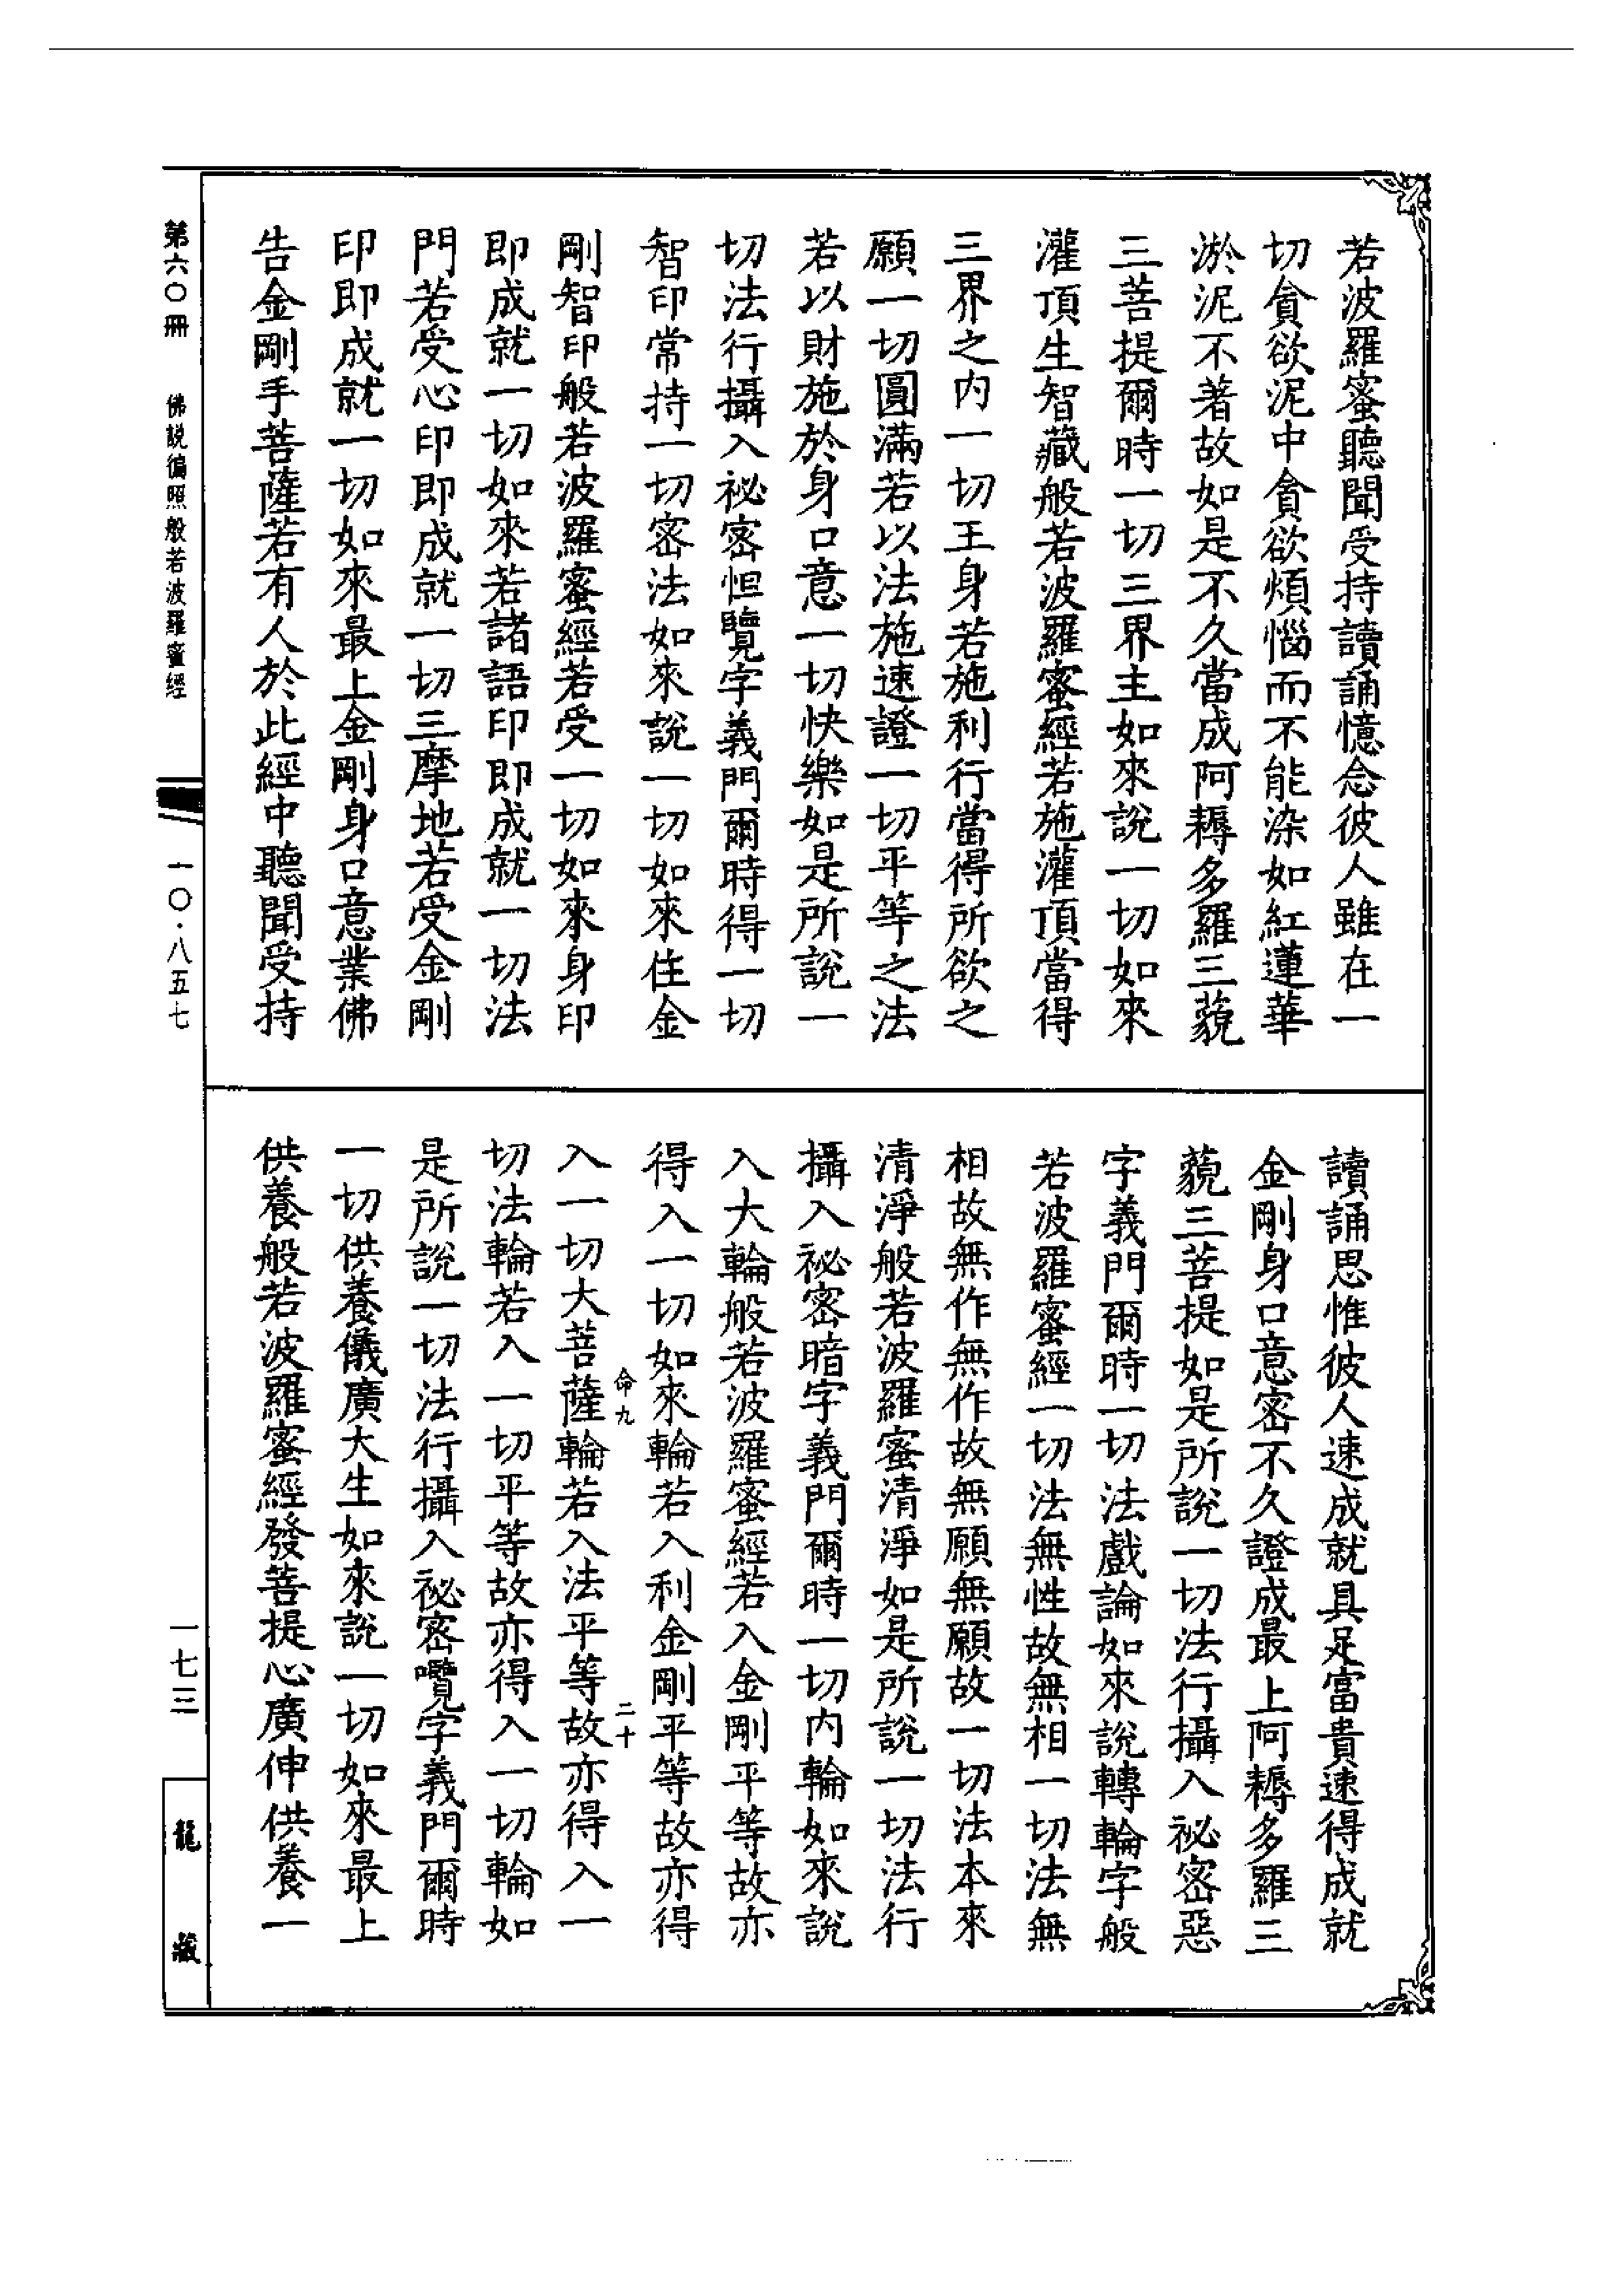 若波羅蜜聽聞受持讀誦憶念彼人雖在一
切貪欲泥中貪欲煩惱而不能染如紅蓮華
淤泥不著故如是不久當成阿耨多羅三藐
三菩提爾時一切三界主如來說一切如來
灌頂生智藏般若波羅蜜經若施灌頂當得
三界之內一切王身若施利行當得所欲之
願一切圓滿若以法施速證一切平等之法
若以財施於身口意一切快樂如是所說一
切法行攝入祕密怛覽字義門爾時得一切
智印常持一切密法如來說一切如來住金
剛智印般若波羅蜜經若受一切如來身印
即成就一切如來若諸語印即成就一切法
門若受心印即成就一切三摩地若受金剛
印即成就一切如來最上金剛身口意業佛
告金剛手菩薩若有人於此經中聽聞受持
讀誦思惟彼人速成就具足富貴速得成就
金剛身口意密不久證成最上阿耨多羅三
藐三菩提如是所說一切法行攝入祕密惡
字義門爾時一切法戲論如來說轉輪字般
若波羅蜜經一切法無性故無相一切法無
相故無作無作故無願無願故一切法本來
清淨般若波羅蜜清淨如是所說一切法行
攝入祕密暗字義門爾時一切內輪如來說
入大輪般若波羅蜜經若入金剛平等故亦
得入一切如來輪若入利金剛平等故亦得
命九 二十
入一切大菩薩輪若入法平等故亦得入一
切法輪若入一切平等故亦得入一切輪如
是所說一切法行攝入祕密囕字義門爾時
一切供養儀廣大生如來說一切如來最上
供養般若波羅蜜經發菩提心廣伸供養一
第六〇冊 佛說徧照般若波羅蜜經 一〇·八五七 一七三 龍藏